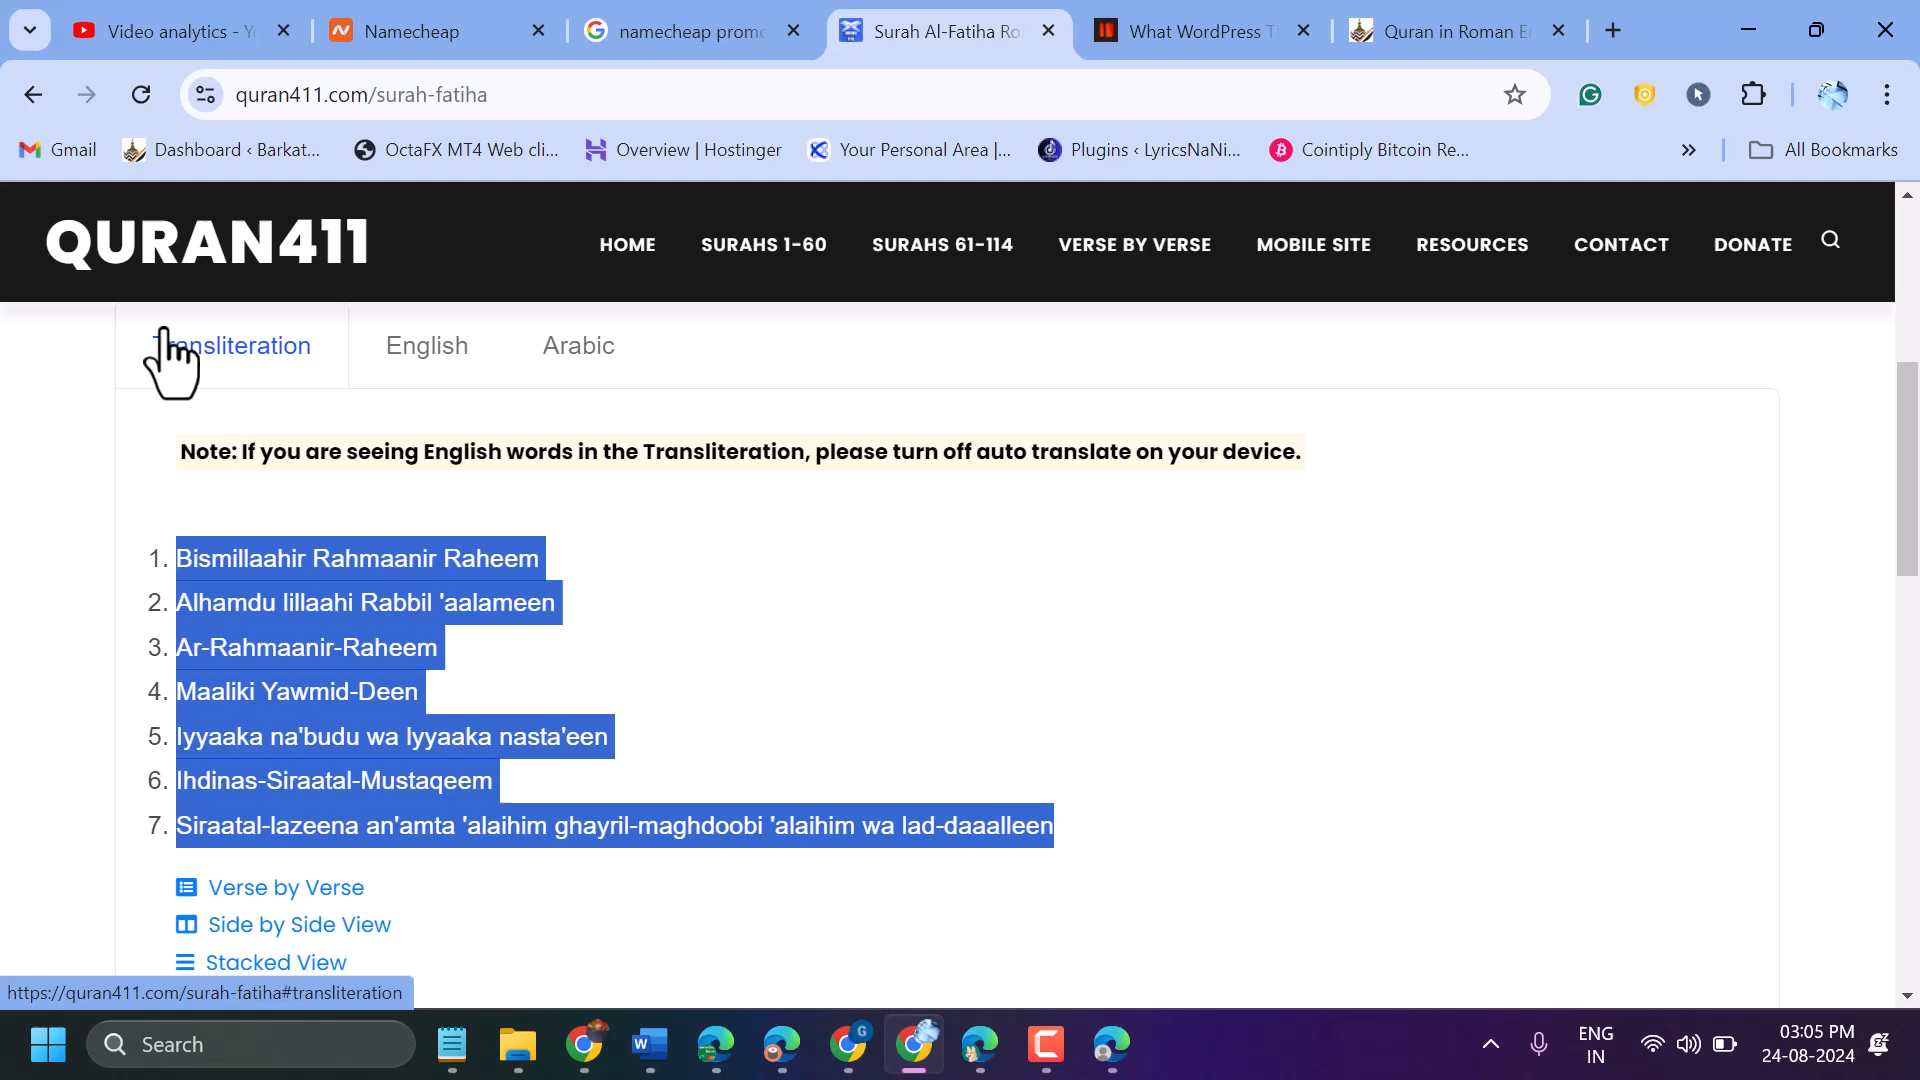 Video analytics - Y
Namecheap
namecheap promo
Surah Al-Fatiha Ro
What WordPress T
Quran in Roman E
quran411.com/surah-fatiha
Gmail
Dashboard ‹ Barkat...
OctaFX MT4 Web cli...
Overview | Hostinger
Your Personal Area |...
Plugins ‹ LyricsNaNi...
Cointiply Bitcoin Re...
All Bookmarks
QURAN411
HOME
SURAHS 1-60
SURAHS 61-114
VERSE BY VERSE
MOBILE SITE
RESOURCES
CONTACT
DONATE
Transliteration
English
Arabic
Note: If you are seeing English words in the Transliteration, please turn off auto translate on your device.
1. Bismillaahir Rahmaanir Raheem
2. Alhamdu lillaahi Rabbil 'aalameen
3. Ar-Rahmaanir-Raheem
4. Maaliki Yawmid-Deen
5. Iyyaaka na'budu wa lyyaaka nasta'een
6. Ihdinas-Siraatal-Mustaqeem
7. Siraatal-lazeena an'amta 'alaihim ghayril-maghdoobi 'alaihim wa lad-daaalleen
Verse by Verse
Side by Side View
Stacked View
https://quran411.com/surah-fatiha#transliteration
Search
ENG
IN
03:05 PM
24-08-2024